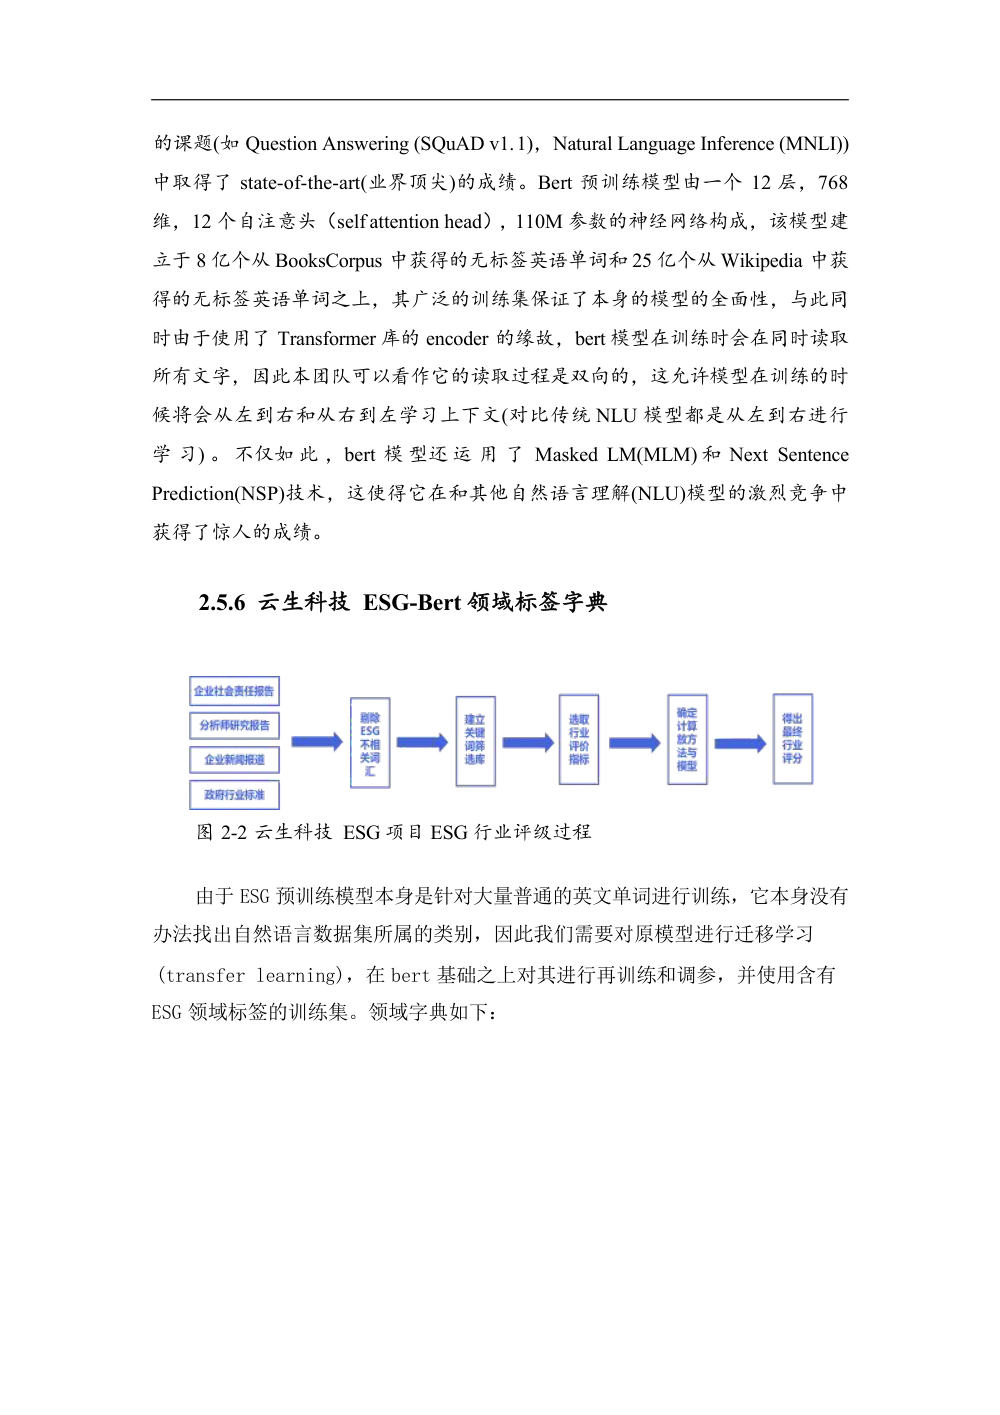 的课题(如 Question Answering (SQuAD v1.1)，Natural Language Inference (MNLI))
中取得了 state-of-the-art(业界顶尖)的成绩。Bert 预训练模型由一个 12 层，768
维，12 个自注意头（self attention head），110M 参数的神经网络构成，该模型建
立于 8 亿个从 BooksCorpus 中获得的无标签英语单词和 25 亿个从 Wikipedia 中获
得的无标签英语单词之上，其广泛的训练集保证了本身的模型的全面性，与此同
时由于使用了 Transformer 库的 encoder 的缘故，bert 模型在训练时会在同时读取
所有文字，因此本团队可以看作它的读取过程是双向的，这允许模型在训练的时
候将会从左到右和从右到左学习上下文(对比传统 NLU 模型都是从左到右进行
学习)。不仅如此，bert 模型还运用了 Masked LM(MLM)和 Next Sentence
Prediction(NSP)技术，这使得它在和其他自然语言理解(NLU)模型的激烈竞争中
获得了惊人的成绩。
2.5.6 云生科技 ESG-Bert 领域标签字典
企业社会责任报告
分析师研究报告
企业新闻报道
政府行业标准
剔除
ESG
不相
关词
汇
建立
关键
词筛
选库
选取
行业
评价
指标
确定
计算
放方
法与
模型
得出
最终
行业
评分
图 2-2 云生科技 ESG 项目 ESG 行业评级过程
由于 ESG 预训练模型本身是针对大量普通的英文单词进行训练，它本身没有
办法找出自然语言数据集所属的类别，因此我们需要对原模型进行迁移学习
(transfer learning)，在 bert 基础之上对其进行再训练和调参，并使用含有
ESG 领域标签的训练集。领域字典如下：